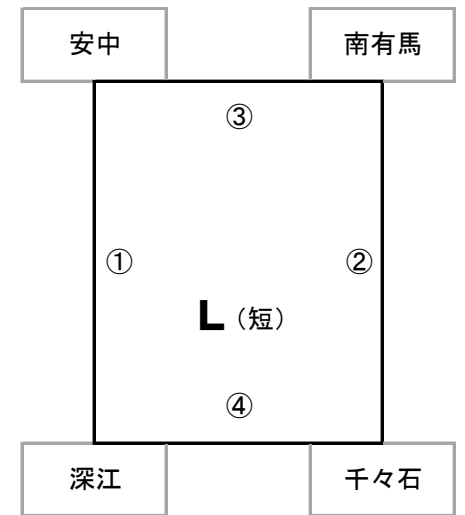 安中
南有馬
③
①
②
L（短）
④
深江
千々石